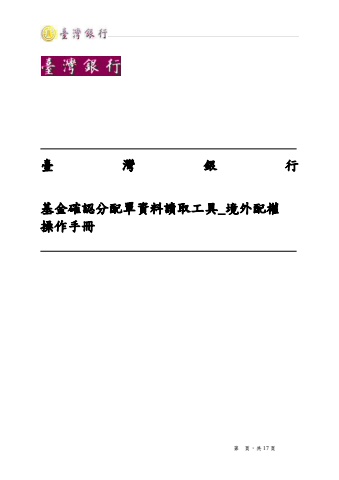 臺灣銀行
臺灣銀行
臺灣銀行
基金確認分配單資料讀取工具_境外配權
操作手冊
第 頁，共 17 頁